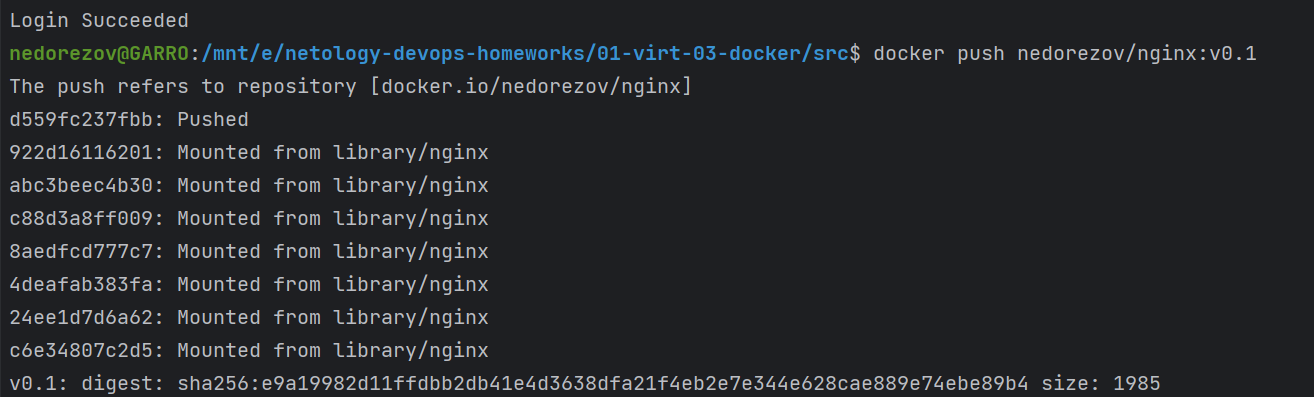 Login Succeeded
nedorezov@GARRO:/mnt/e/netology-devops-homeworks/01-virt-03-docker/src$ docker push nedorezov/nginx:v0.1
The push refers to repository [docker.io/nedorezov/nginx]
d559fc237fbb: Pushed
922d16116201: Mounted from library/nginx
abc3beec4b30: Mounted from library/nginx
c88d3a8ff009: Mounted from library/nginx
8aedfcd777c7: Mounted from library/nginx
4deafab383fa: Mounted from library/nginx
24ee1d7d6a62: Mounted from library/nginx
c6e34807c2d5: Mounted from library/nginx
v0.1: digest: sha256:e9a19982d11ffdbb2db41e4d3638dfa21f4eb2e7e344e628cae889e74ebe89b4 size: 1985